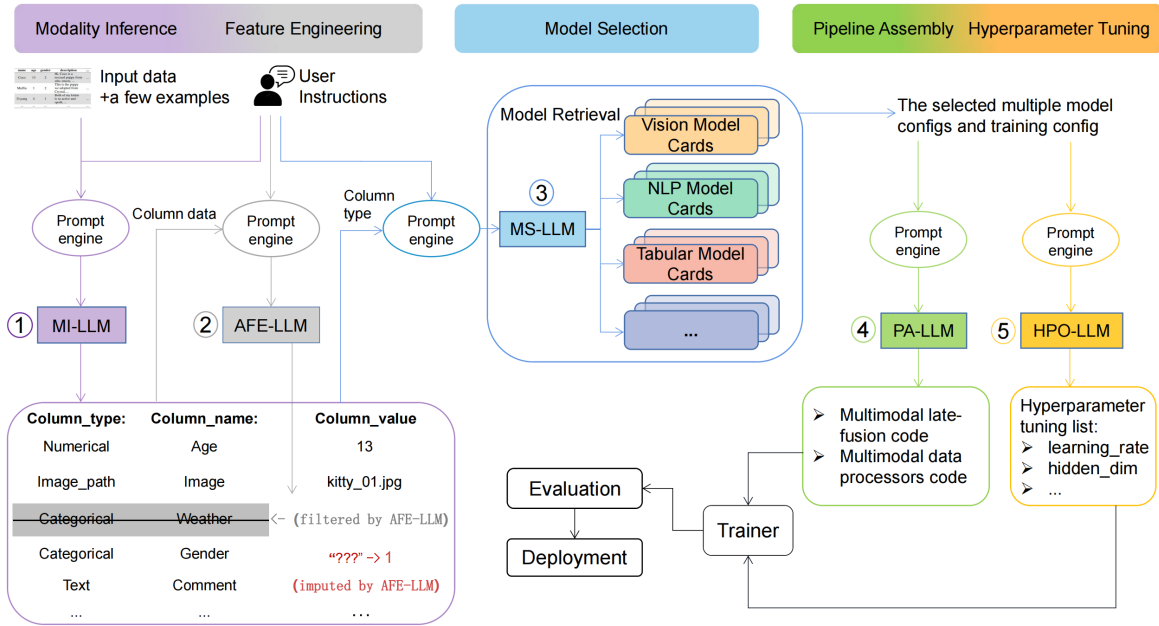 Modality Inference
Feature Engineering
Model Selection
Pipeline Assembly
Hyperparameter Tuning
name age gender description
Input data
+a few examples
User
Instructions
Prompt
engine
Column data
Prompt
engine
Column
type
Prompt
engine
1
MI-LLM
2
AFE-LLM
Model Retrieval
3
MS-LLM
Vision Model
Cards
NLP Model
Cards
Tabular Model
Cards
...
The selected multiple model
configs and training config
Prompt
engine
Prompt
engine
4
PA-LLM
5
HPO-LLM
Column_type: Column_name: Column_value
Numerical Age 13
Image_path Image kitty_01.jpg
Categorical Weather <- (filtered by AFE-LLM)
Categorical Gender “???” -> 1
Text Comment (imputed by AFE-LLM)
... ... ...
➢ Multimodal late-
fusion code
➢ Multimodal data
processors code
Hyperparameter
tuning list:
➢ learning_rate
➢ hidden_dim
➢ ...
Evaluation
Deployment
Trainer